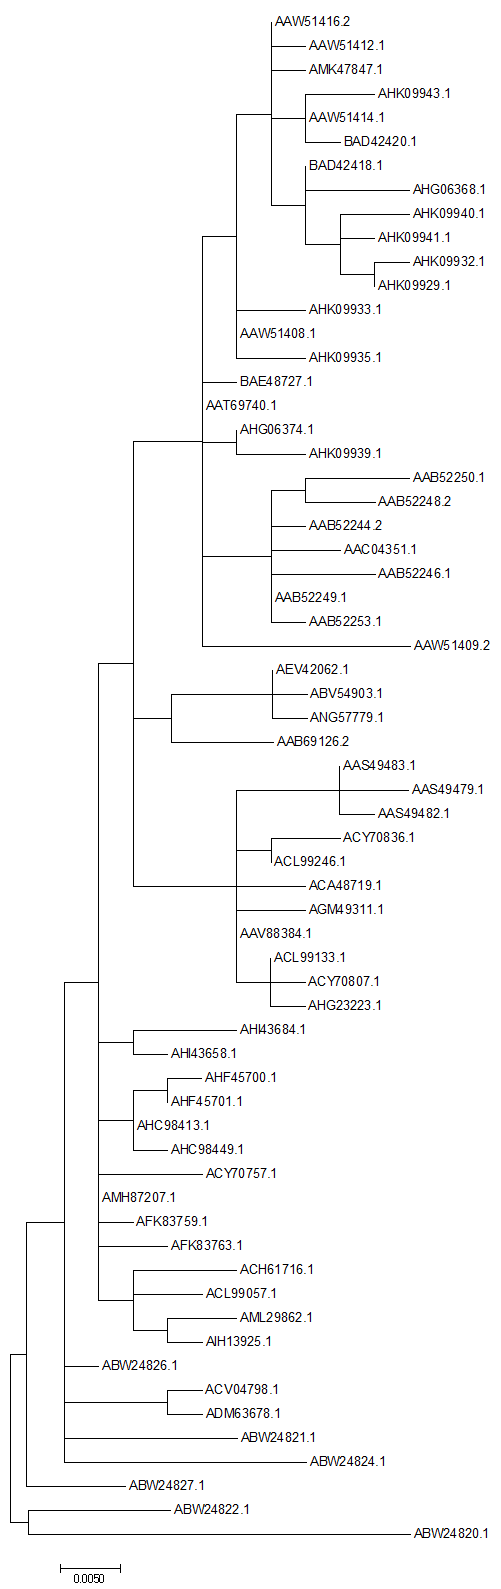 AAW51416.2
AAW51412.1
AMK47847.1
AHK09943.1
AAW51414.1
BAD42420.1
BAD42418.1
AHG06368.1
AHK09940.1
AHK09941.1
AHK09932.1
AHK09929.1
AHK09933.1
AAW51408.1
AHK09935.1
BAE48727.1
AAT69740.1
AHG06374.1
AHK09939.1
AAB52250.1
AAB52248.2
AAB52244.2
AAC04351.1
AAB52246.1
AAB52249.1
AAB52253.1
AAW51409.2
AEV42062.1
ABV54903.1
ANG57779.1
AAB69126.2
AAS49483.1
AAS49479.1
AAS49482.1
ACY70836.1
ACL99246.1
ACA48719.1
AGM49311.1
AAV88384.1
ACL99133.1
ACY70807.1
AHG23223.1
AHI43684.1
AHI43658.1
AHF45700.1
AHF45701.1
AHC98413.1
AHC98449.1
ACY70757.1
AMH87207.1
AFK83759.1
AFK83763.1
ACH61716.1
ACL99057.1
AML29862.1
AIH13925.1
ABW24826.1
ACV04798.1
ADM63678.1
ABW24821.1
ABW24824.1
ABW24827.1
ABW24822.1
ABW24820.1
0.0050